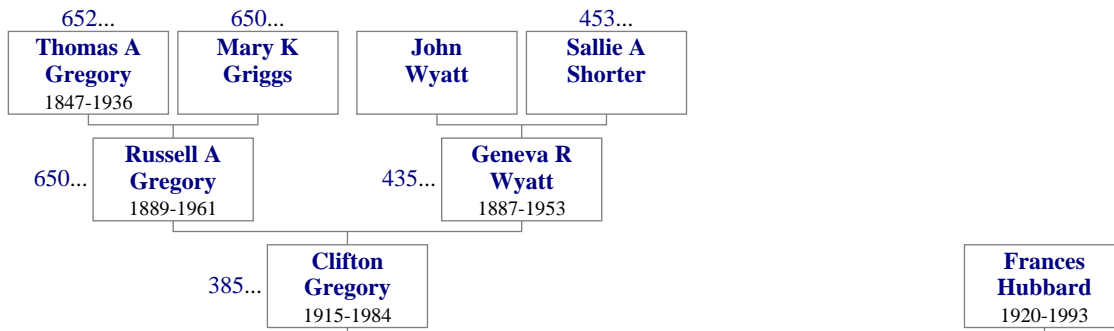 652...
650...
453...
Thomas A
Gregory
1847-1936
Mary K
Griggs
John
Wyatt
Sallie A
Shorter
650...
Russell A
Gregory
1889-1961
435...
Geneva R
Wyatt
1887-1953
385...
Clifton
Gregory
1915-1984
Frances
Hubbard
1920-1993